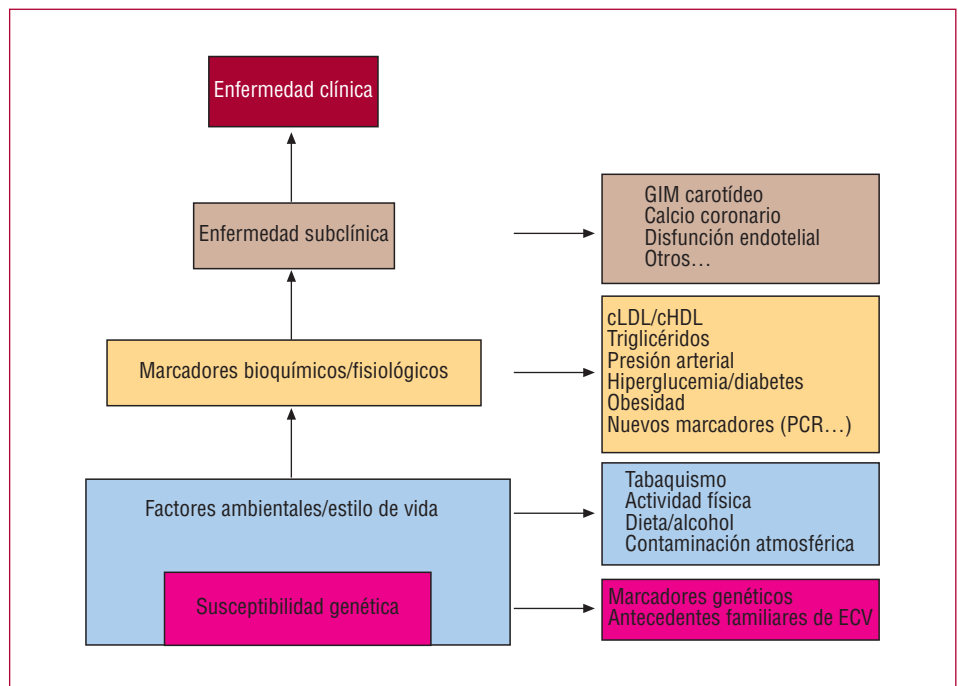 Enfermedad clínica
Enfermedad subclínica
GIM carotídeo
Calcio coronario
Disfunción endotelial
Otros…
Marcadores bioquímicos/fisiológicos
cLDL/cHDL
Triglicéridos
Presión arterial
Hiperglucemia/diabetes
Obesidad
Nuevos marcadores (PCR…)
Factores ambientales/estilo de vida
Tabaquismo
Actividad física
Dieta/alcohol
Contaminación atmosférica
Susceptibilidad genética
Marcadores genéticos
Antecedentes familiares de ECV